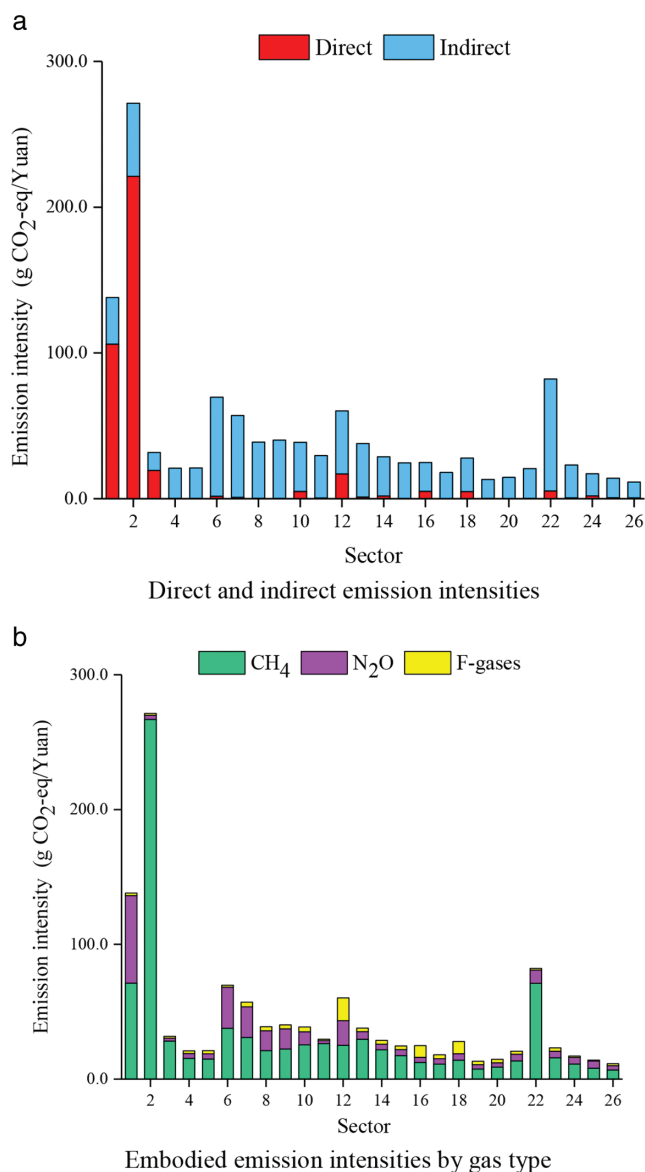 a
Direct Indirect
300.0
200.0
100.0
0.0
Emission intensity (g CO2-eq/Yuan)
2 4 6 8 10 12 14 16 18 20 22 24 26
Sector
Direct and indirect emission intensities
b
CH4 N2O F-gases
300.0
200.0
100.0
0.0
Emission intensity (g CO2-eq/Yuan)
2 4 6 8 10 12 14 16 18 20 22 24 26
Sector
Embodied emission intensities by gas type